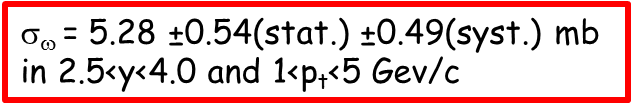 σω = 5.28 ±0.54(stat.) ±0.49(syst.) mb
in 2.5<y<4.0 and 1<pt<5 Gev/c